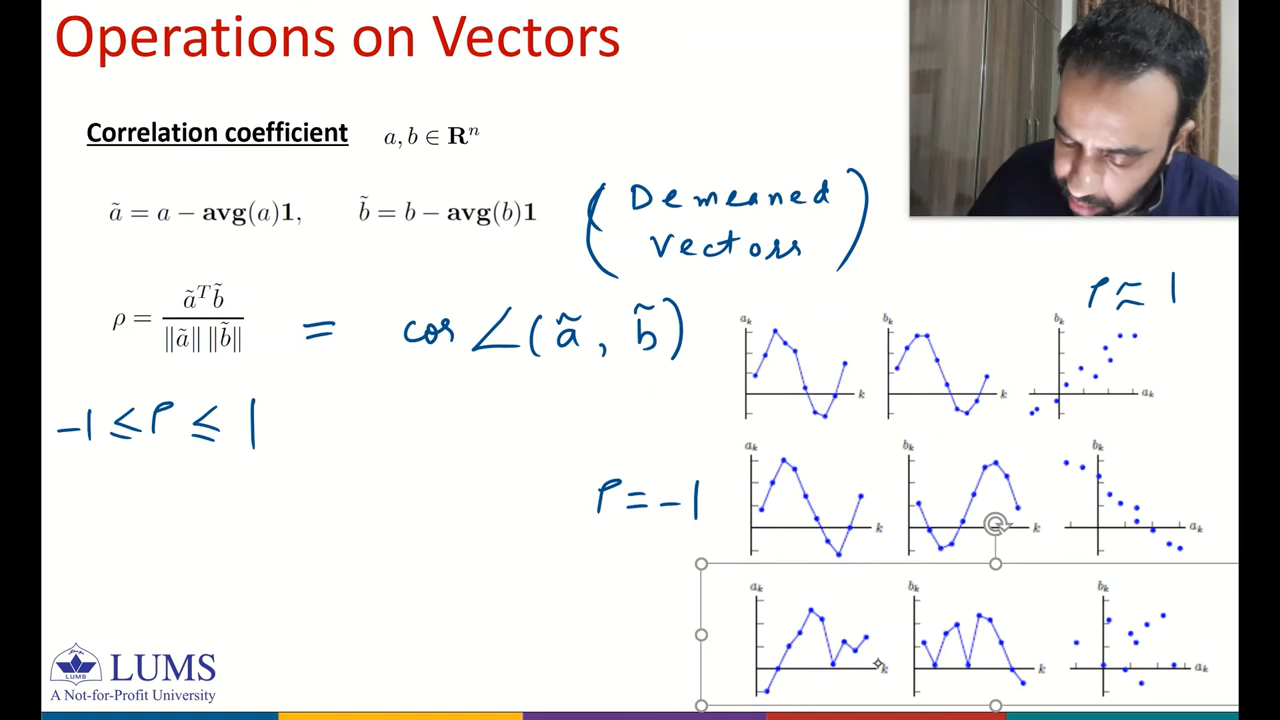 Operations on Vectors
Correlation coefficient a, b ∈ Rⁿ
ã = a − avg(a)1, b̃ = b − avg(b)1
( Demeaned
Vectors )
ρ = ãᵀb̃ / ‖ã‖ ‖b̃‖ = cos ∠(ã, b̃)
ρ ≈ 1
aₖ k bₖ k bₖ aₖ
−1 ≤ ρ ≤ 1
ρ = −1
aₖ k bₖ k bₖ aₖ
aₖ k bₖ k bₖ aₖ
LUMS
LUMS
A Not-for-Profit University